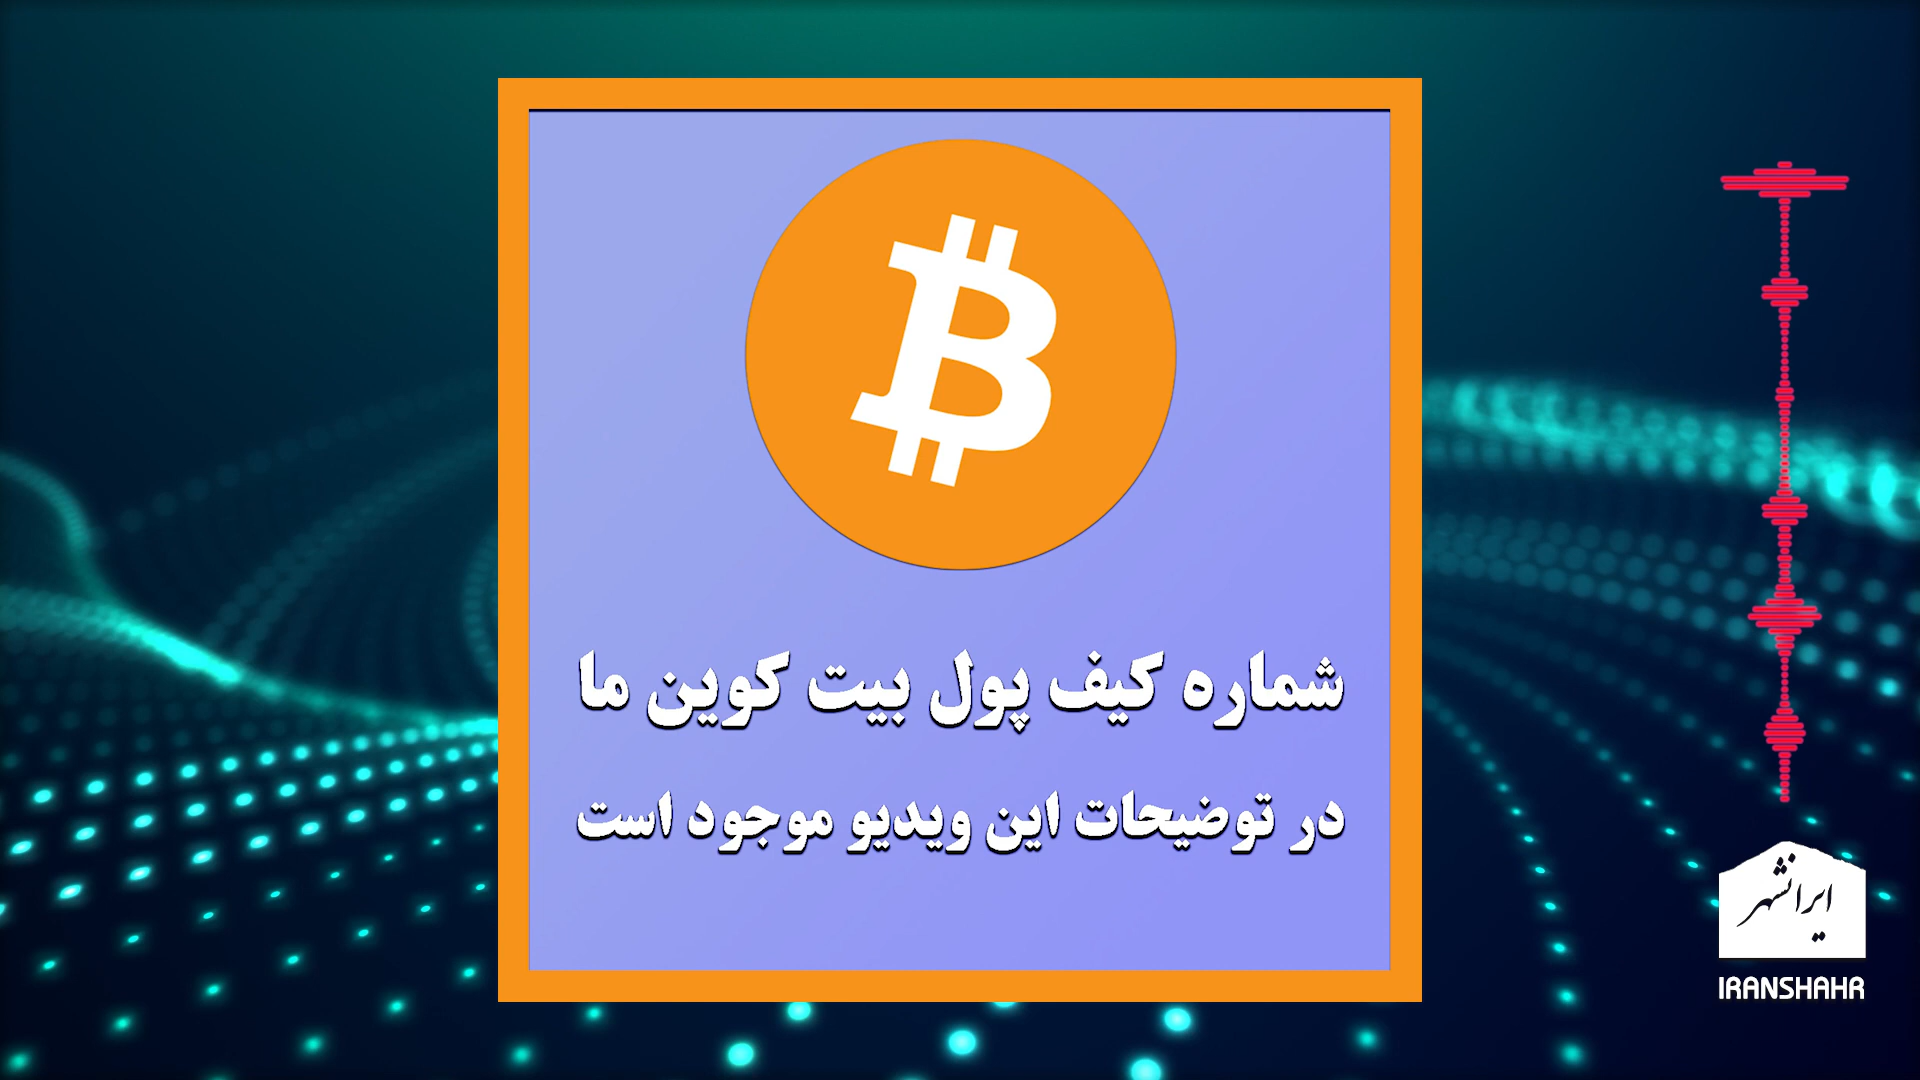 شماره کیف پول بیت کوین ما
در توضیحات این ویدیو موجود است
ایرانشهر
IRANSHAHR